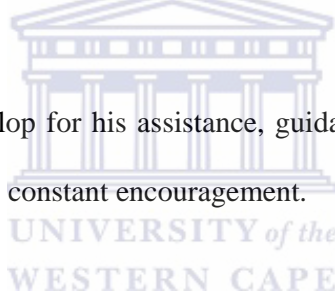 lop for his assistance, guida
constant encouragement.
UNIVERSITY of the
WESTERN CAPE